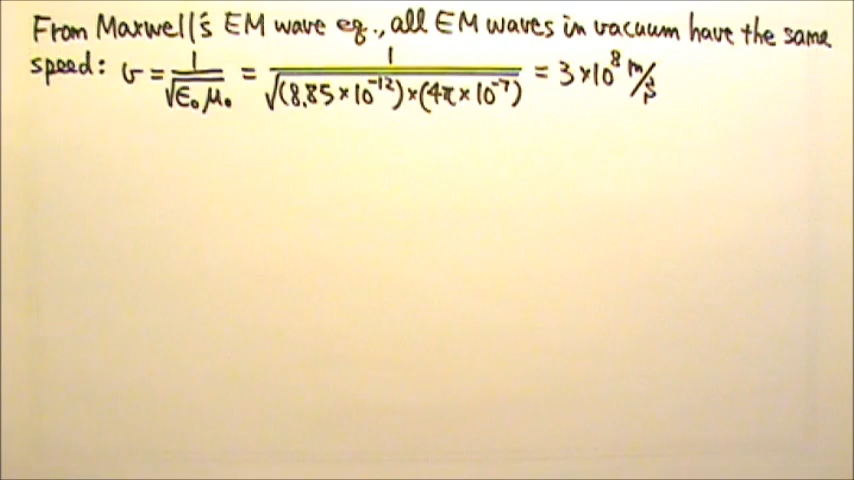 From Maxwell's EM wave eq., all EM waves in vacuum have the same
speed: v = 1/√ε₀μ₀ = 1/√(8.85×10⁻¹²)×(4π×10⁻⁷) = 3×10⁸ m/s